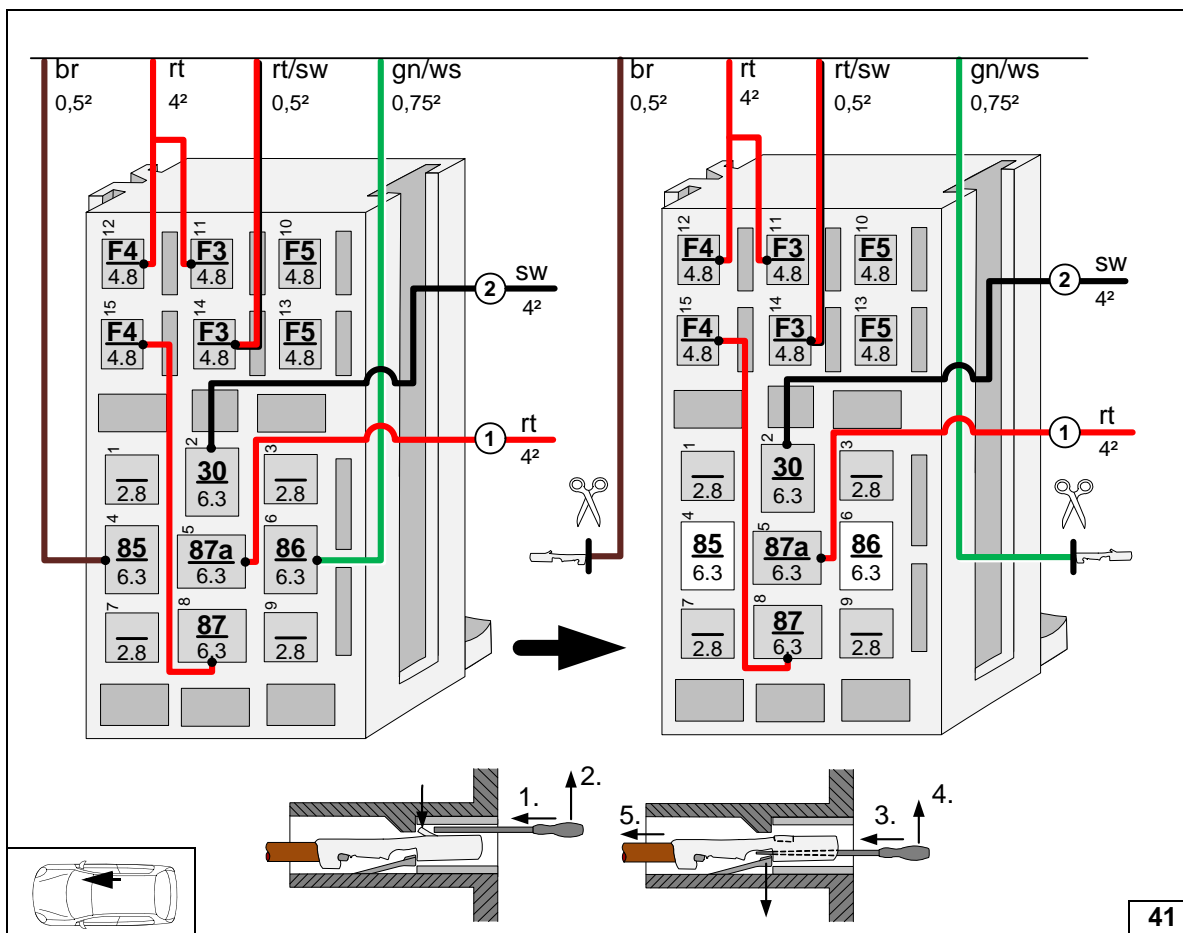 br rt rt/sw gn/ws br rt rt/sw gn/ws
0,5² 4² 0,5² 0,75² 0,5² 4² 0,5² 0,75²
12 11 10 12 11 10
F4 F3 F5 F4 F3 F5
4.8 4.8 4.8 4.8 4.8 4.8
2 sw 2 sw
4² 4²
15 14 13 15 14 13
F4 F3 F5 F4 F3 F5
4.8 4.8 4.8 4.8 4.8 4.8
1 rt 1 rt
4² 4²
1 2 3 1 2 3
30 30
2.8 6.3 2.8 2.8 6.3 2.8
4 5 6 4 5 6
85 87a 86 85 87a 86
6.3 6.3 6.3 6.3 6.3 6.3
7 8 9 7 8 9
87 87
2.8 6.3 2.8 2.8 6.3 2.8
1. 2. 5. 3. 4.
41